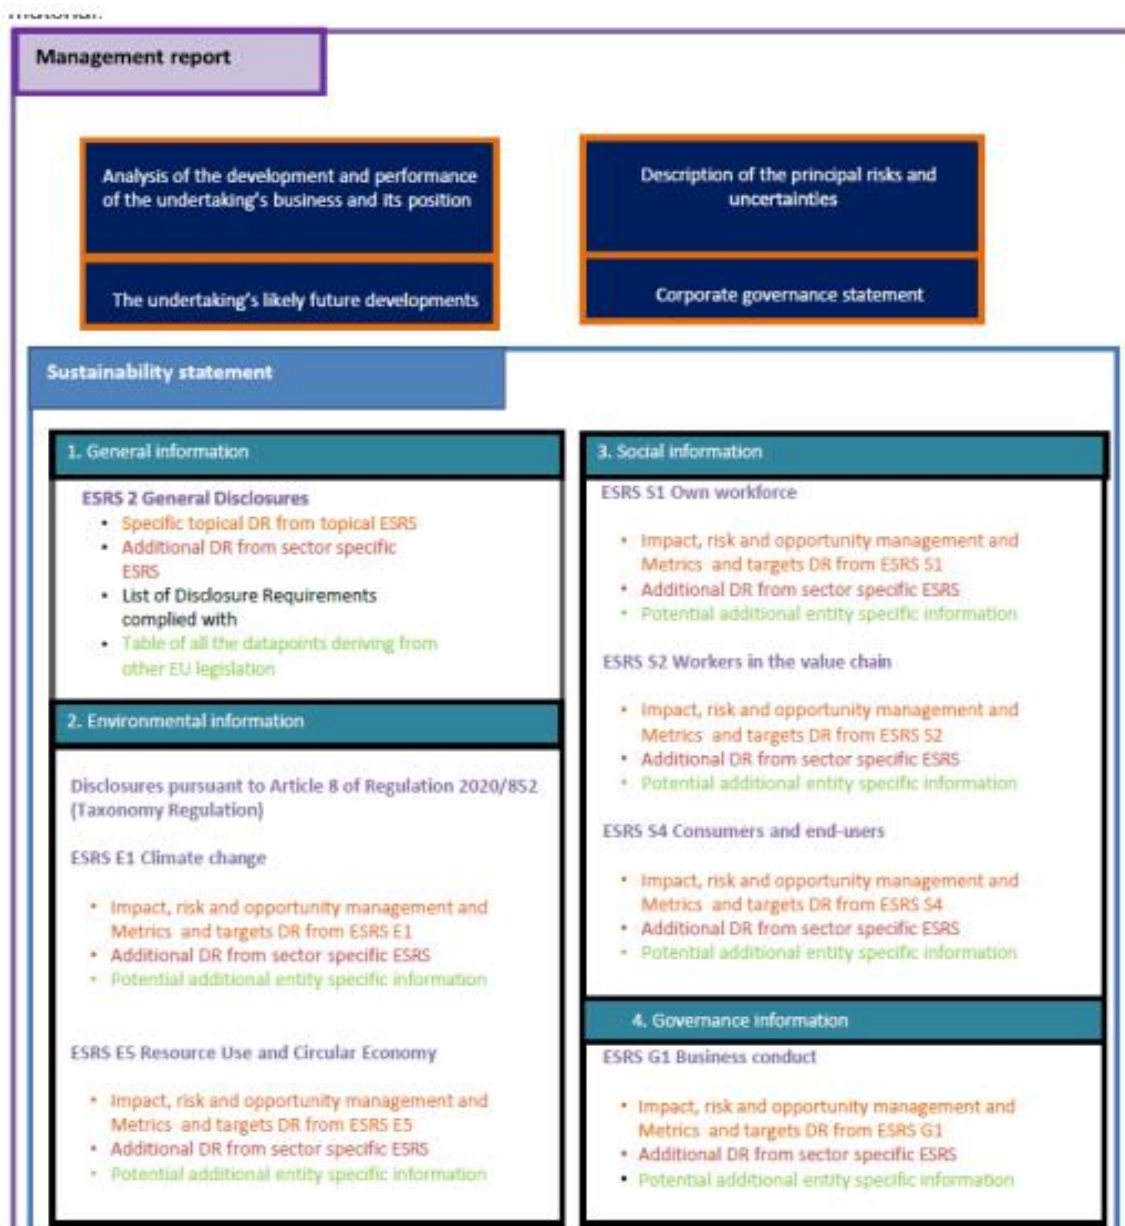 Management report
Analysis of the development and performance
of the undertaking's business and its position
Description of the principal risks and
uncertainties
The undertaking's likely future developments
Corporate governance statement
Sustainability statement
1. General information
ESRS 2 General Disclosures
• Specific topical DR from topical ESRS
• Additional DR from sector specific
ESRS
• List of Disclosure Requirements
complied with
• Table of all the datapoints deriving from
other EU legislation
2. Environmental information
Disclosures pursuant to Article 8 of Regulation 2020/852
(Taxonomy Regulation)
ESRS E1 Climate change
• Impact, risk and opportunity management and
Metrics and targets DR from ESRS E1
• Additional DR from sector specific ESRS
• Potential additional entity specific information
ESRS E5 Resource Use and Circular Economy
• Impact, risk and opportunity management and
Metrics and targets DR from ESRS E5
• Additional DR from sector specific ESRS
• Potential additional entity specific information
3. Social information
ESRS S1 Own workforce
• Impact, risk and opportunity management and
Metrics and targets DR from ESRS S1
• Additional DR from sector specific ESRS
• Potential additional entity specific information
ESRS S2 Workers in the value chain
• Impact, risk and opportunity management and
Metrics and targets DR from ESRS S2
• Additional DR from sector specific ESRS
• Potential additional entity specific information
ESRS S4 Consumers and end-users
• Impact, risk and opportunity management and
Metrics and targets DR from ESRS S4
• Additional DR from sector specific ESRS
• Potential additional entity specific information
4. Governance information
ESRS G1 Business conduct
• Impact, risk and opportunity management and
Metrics and targets DR from ESRS G1
• Additional DR from sector specific ESRS
• Potential additional entity specific information